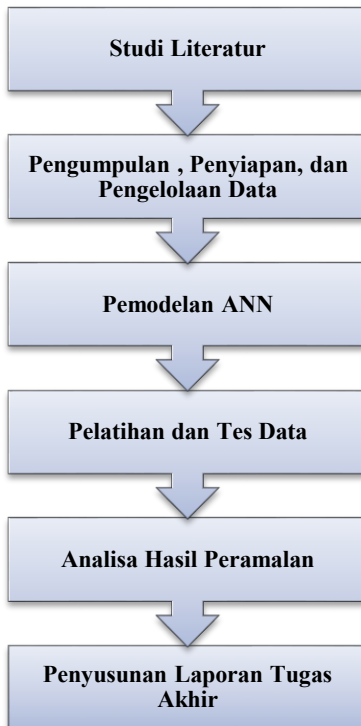 Studi Literatur
Pengumpulan , Penyiapan, dan
Pengelolaan Data
Pemodelan ANN
Pelatihan dan Tes Data
Analisa Hasil Peramalan
Penyusunan Laporan Tugas
Akhir